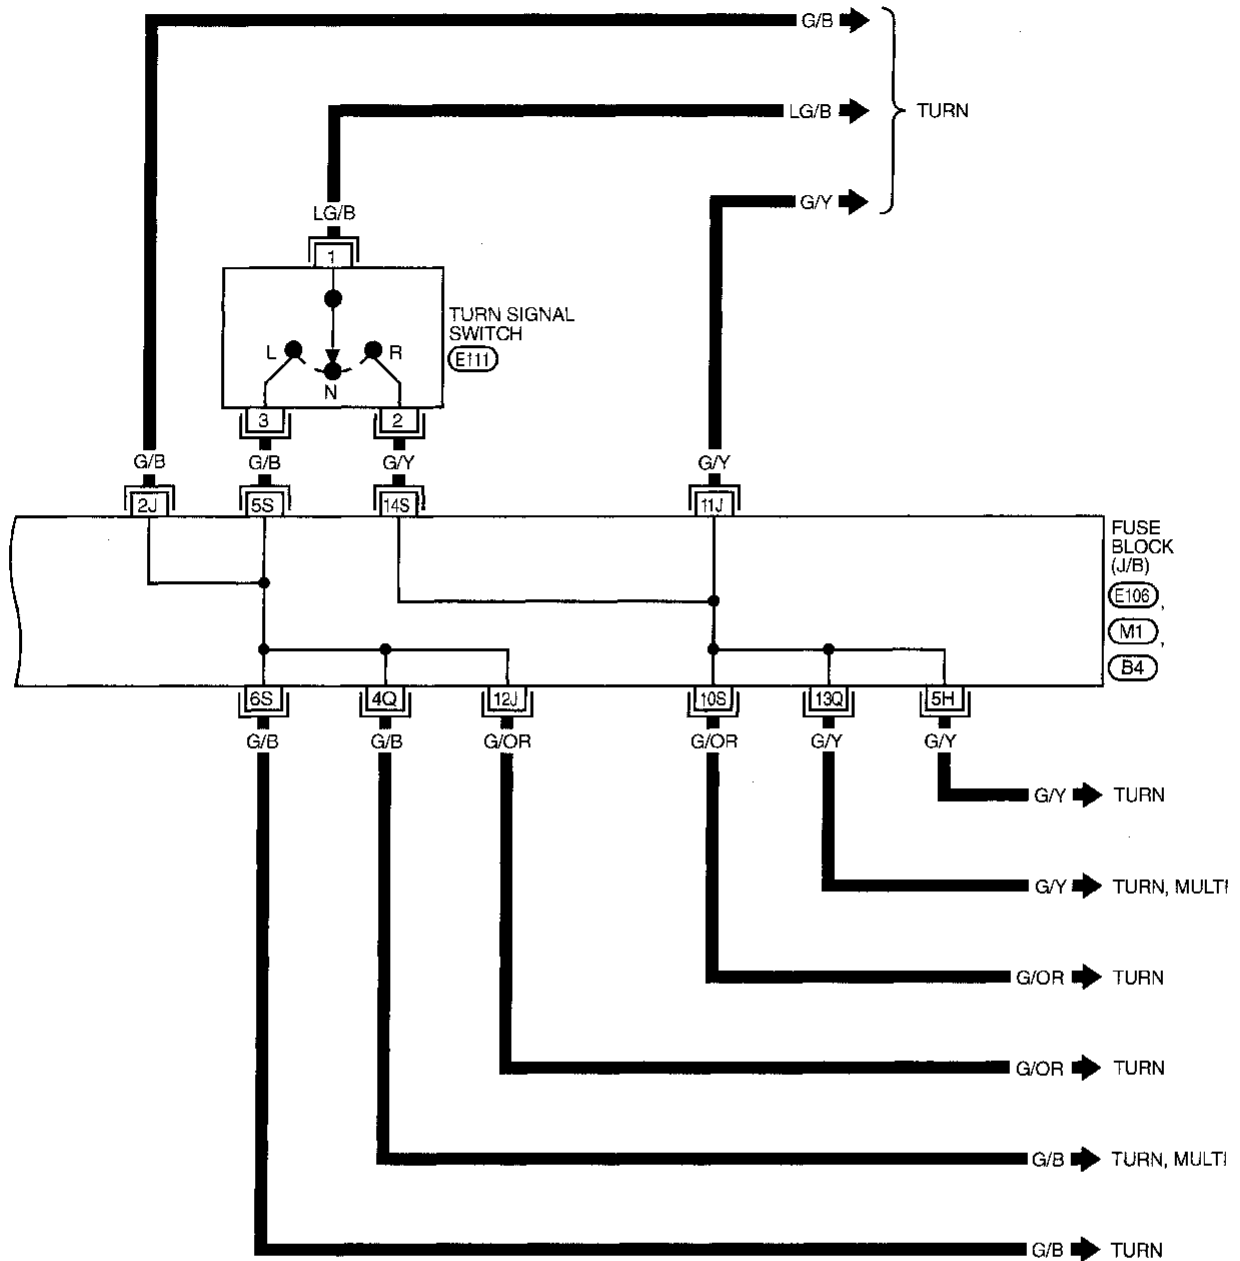 G/B
LG/B
TURN
G/Y
LG/B
1
TURN SIGNAL
SWITCH
E111
L
R
N
3
2
G/B
G/B
G/Y
G/Y
2J
5S
14S
11J
FUSE
BLOCK
(J/B)
E106 ,
M1 ,
B4
6S
4Q
12J
10S
13Q
5H
G/B
G/B
G/OR
G/OR
G/Y
G/Y
G/Y
TURN
G/Y
TURN, MULTI
G/OR
TURN
G/OR
TURN
G/B
TURN, MULTI
G/B
TURN